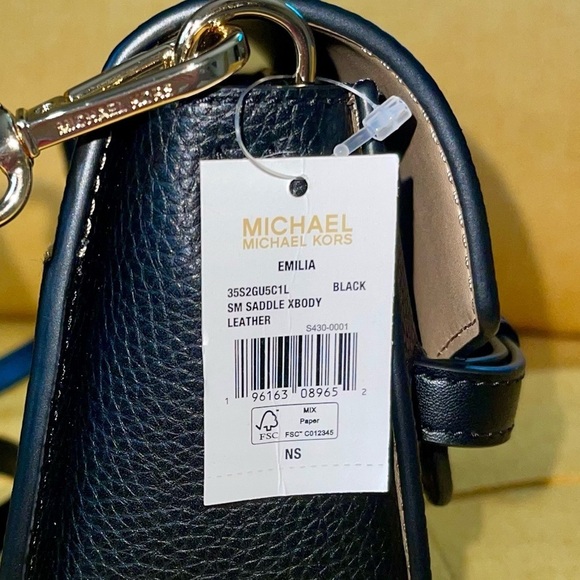 MICHAEL KORS
MICHAEL
MICHAEL KORS
EMILIA
35S2GU5C1L BLACK
SM SADDLE XBODY
LEATHER
S430-0001
1 96163 08965 2
FSC
MIX
Paper
FSC™ C012345
NS